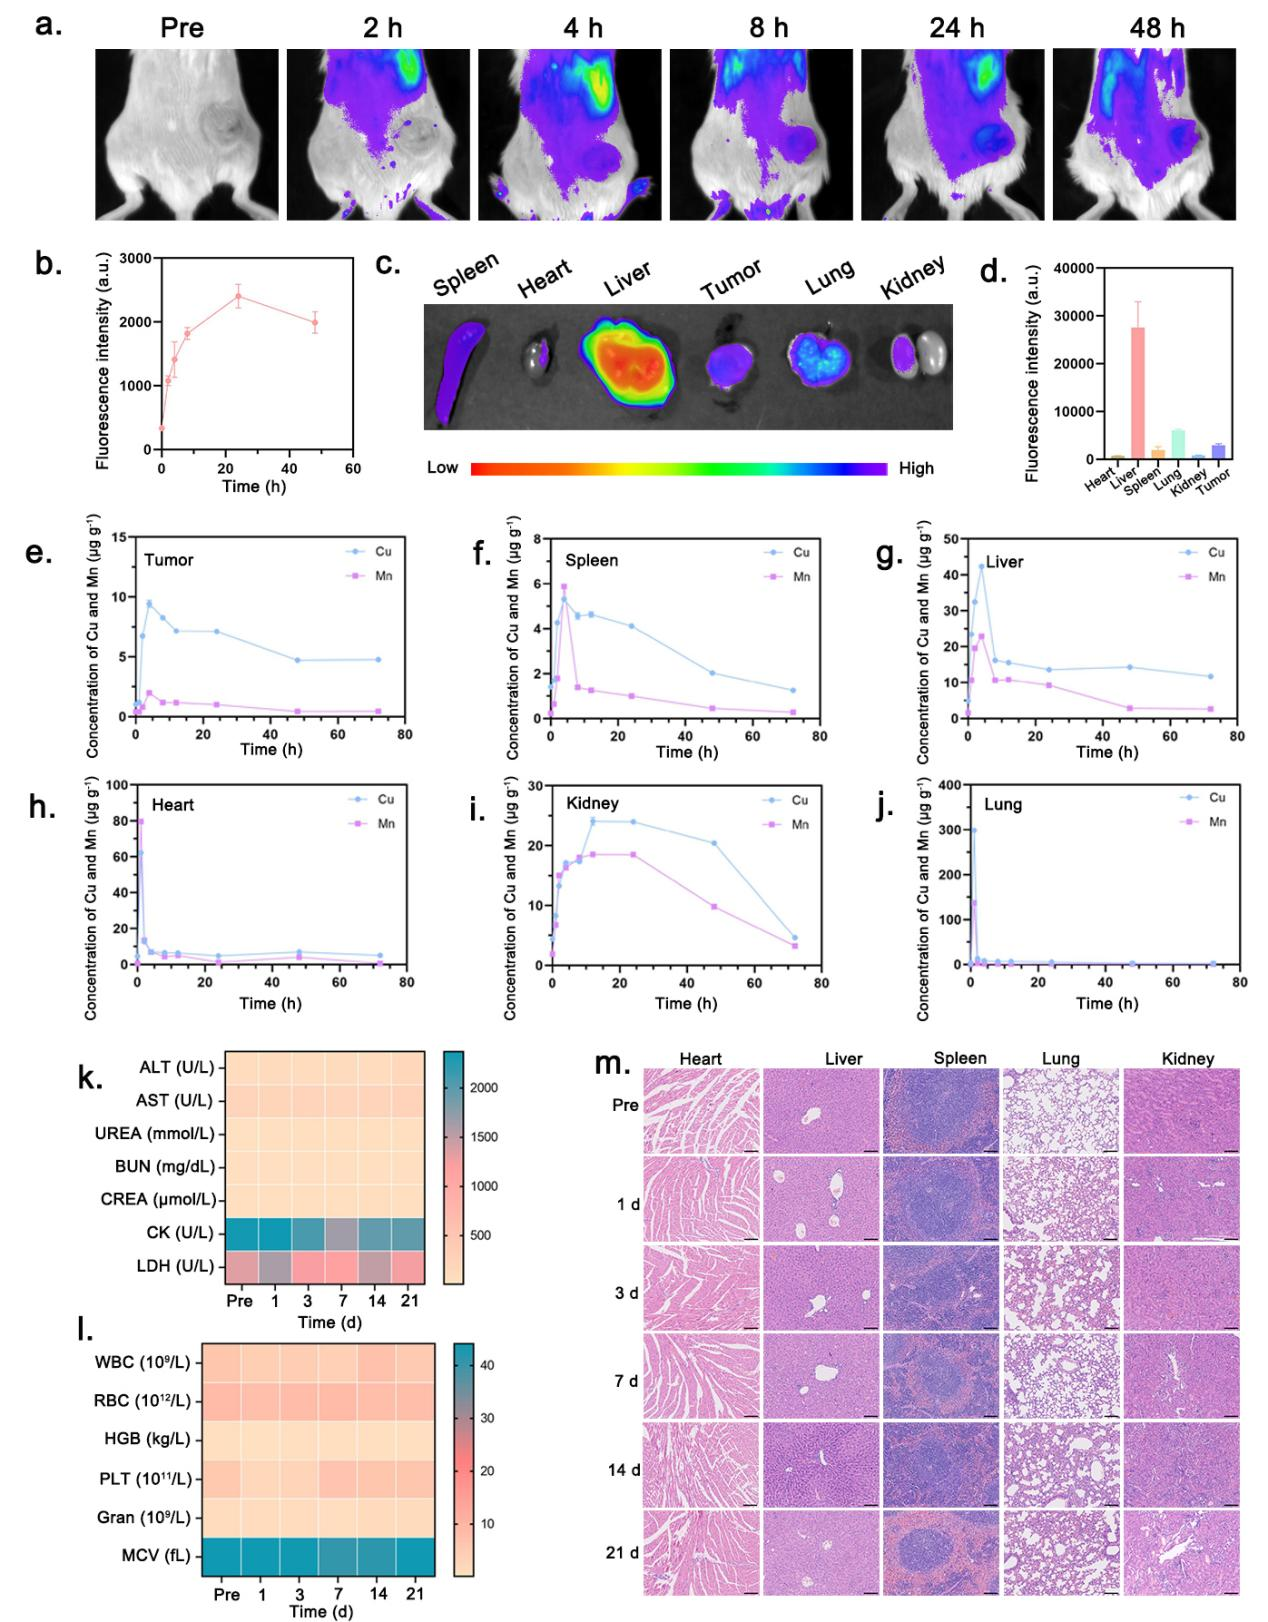 a.
Pre 2 h 4 h 8 h 24 h 48 h
b.
Fluorescence intensity (a.u.)
3000
2000
1000
0
0 20 40 60
Time (h)
c.
Spleen Heart Liver Tumor Lung Kidney
Low High
d.
Fluorescence intensity (a.u.)
40000
30000
20000
10000
0
Heart Liver Spleen Lung Kidney Tumor
e.
Concentration of Cu and Mn (µg g⁻¹)
Tumor
Cu
Mn
15
10
5
0
0 20 40 60 80
Time (h)
f.
Concentration of Cu and Mn (µg g⁻¹)
Spleen
Cu
Mn
8
6
4
2
0
0 20 40 60 80
Time (h)
g.
Concentration of Cu and Mn (µg g⁻¹)
Liver
Cu
Mn
50
40
30
20
10
0
0 20 40 60 80
Time (h)
h.
Concentration of Cu and Mn (µg g⁻¹)
Heart
Cu
Mn
100
80
60
40
20
0
0 20 40 60 80
Time (h)
i.
Concentration of Cu and Mn (µg g⁻¹)
Kidney
Cu
Mn
30
20
10
0
0 20 40 60 80
Time (h)
j.
Concentration of Cu and Mn (µg g⁻¹)
Lung
Cu
Mn
400
300
200
100
0
0 20 40 60 80
Time (h)
k.
ALT (U/L)
AST (U/L)
UREA (mmol/L)
BUN (mg/dL)
CREA (µmol/L)
CK (U/L)
LDH (U/L)
Pre 1 3 7 14 21
Time (d)
2000
1500
1000
500
l.
WBC (10⁹/L)
RBC (10¹²/L)
HGB (kg/L)
PLT (10¹¹/L)
Gran (10⁹/L)
MCV (fL)
Pre 1 3 7 14 21
Time (d)
40
30
20
10
m.
Heart Liver Spleen Lung Kidney
Pre
1 d
3 d
7 d
14 d
21 d